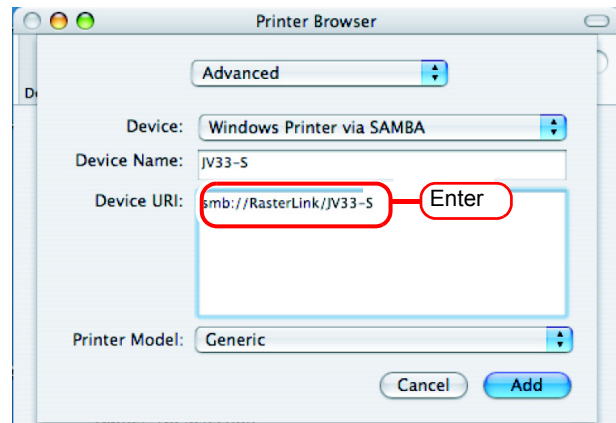 Printer Browser
Advanced
Device: Windows Printer via SAMBA
Device Name: JV33-S
Device URI: smb://RasterLink/JV33-S
Enter
Printer Model: Generic
Cancel Add